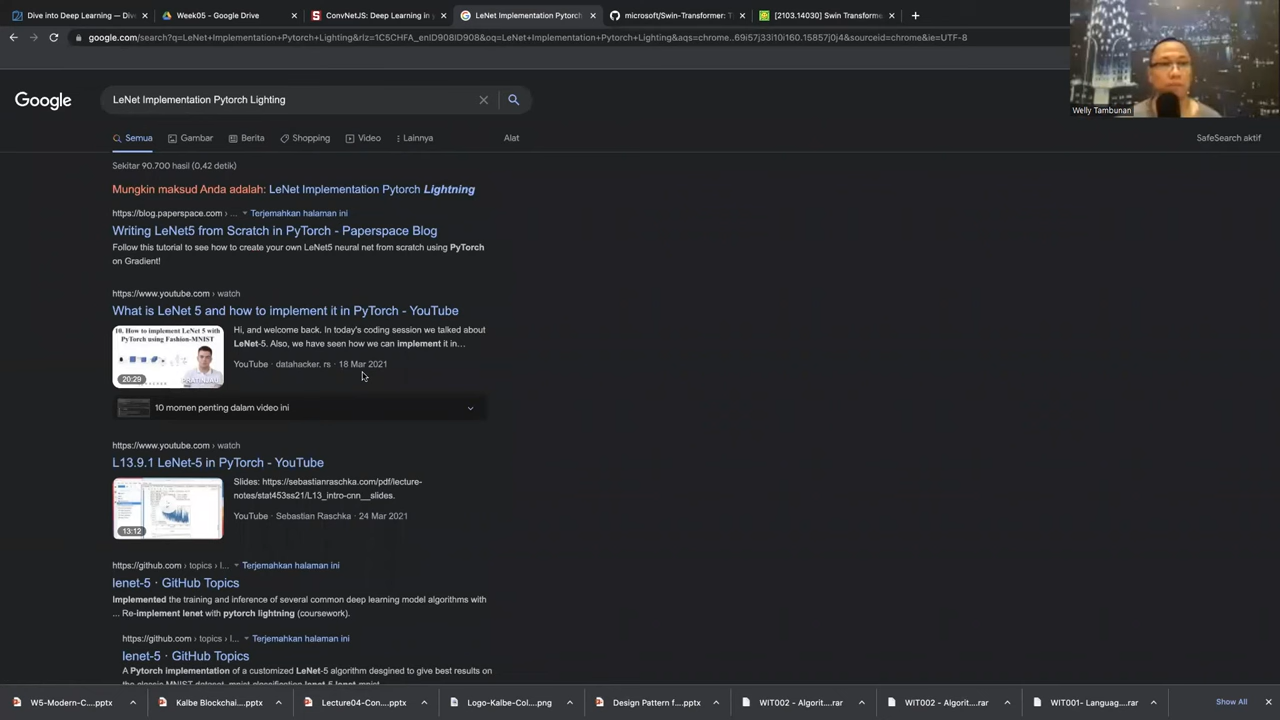 Dive into Deep Learning — Di
Week05 - Google Drive
ConvNetJS: Deep Learning in y
LeNet Implementation Pytorch
microsoft/Swin-Transformer: T
[2103.14030] Swin Transforme
google.com/search?q=LeNet+Implementation+Pytorch+Lighting&rlz=1C5CHFA_enID908ID908&oq=LeNet+Implementation+Pytorch+Lighting&aqs=chrome..69i57j33i10i160.15857j0j4&sourceid=chrome&ie=UTF-8
Google
LeNet Implementation Pytorch Lighting
Welly Tambunan
Semua
Gambar
Berita
Shopping
Video
Lainnya
Alat
SafeSearch aktif
Sekitar 90.700 hasil (0,42 detik)
Mungkin maksud Anda adalah: LeNet Implementation Pytorch Lightning
https://blog.paperspace.com › ... Terjemahkan halaman ini
Writing LeNet5 from Scratch in PyTorch - Paperspace Blog
Follow this tutorial to see how to create your own LeNet5 neural net from scratch using PyTorch
on Gradient!
https://www.youtube.com › watch
What is LeNet 5 and how to implement it in PyTorch - YouTube
10. How to implement LeNet 5 with
PyTorch using Fashion-MNIST
PRATINJAU
20:29
Hi, and welcome back. In today's coding session we talked about
LeNet-5. Also, we have seen how we can implement it in…
YouTube · datahacker. rs · 18 Mar 2021
10 momen penting dalam video ini
https://www.youtube.com › watch
L13.9.1 LeNet-5 in PyTorch - YouTube
13:12
Slides: https://sebastianraschka.com/pdf/lecture-
notes/stat453ss21/L13_intro-cnn__slides.
YouTube · Sebastian Raschka · 24 Mar 2021
https://github.com › topics › l... Terjemahkan halaman ini
lenet-5 · GitHub Topics
Implemented the training and inference of several common deep learning model algorithms with
... Re-implement lenet with pytorch lightning (coursework).
https://github.com › topics › l... Terjemahkan halaman ini
lenet-5 · GitHub Topics
A Pytorch implementation of a customized LeNet-5 algorithm desgined to give best results on
W5-Modern-C....pptx
Kalbe Blockchai....pptx
Lecture04-Con....pptx
Logo-Kalbe-Col....png
Design Pattern f....pptx
WIT002 - Algorit....rar
WIT002 - Algorit....rar
WIT001- Languag....rar
Show All